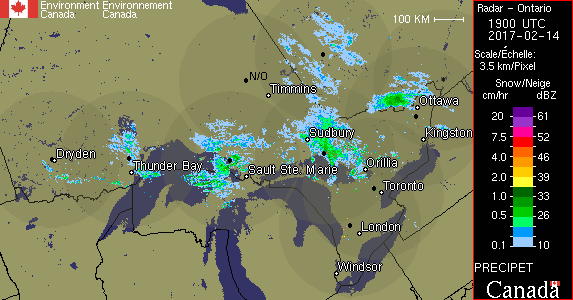 Environment Environnement
Canada Canada
100 KM
N/O
Timmins
Ottawa
Sudbury
Kingston
Dryden
Thunder Bay
Sault Ste. Marie
Orillia
Toronto
London
Windsor
Radar - Ontario
1900 UTC
2017-02-14
Scale/Échelle:
3.5 km/Pixel
Snow/Neige
cm/hr dBZ
20 61
7.5 52
4.0 46
2.0 39
1.0 33
0.5 26
0.1 10
PRECIPET
Canada